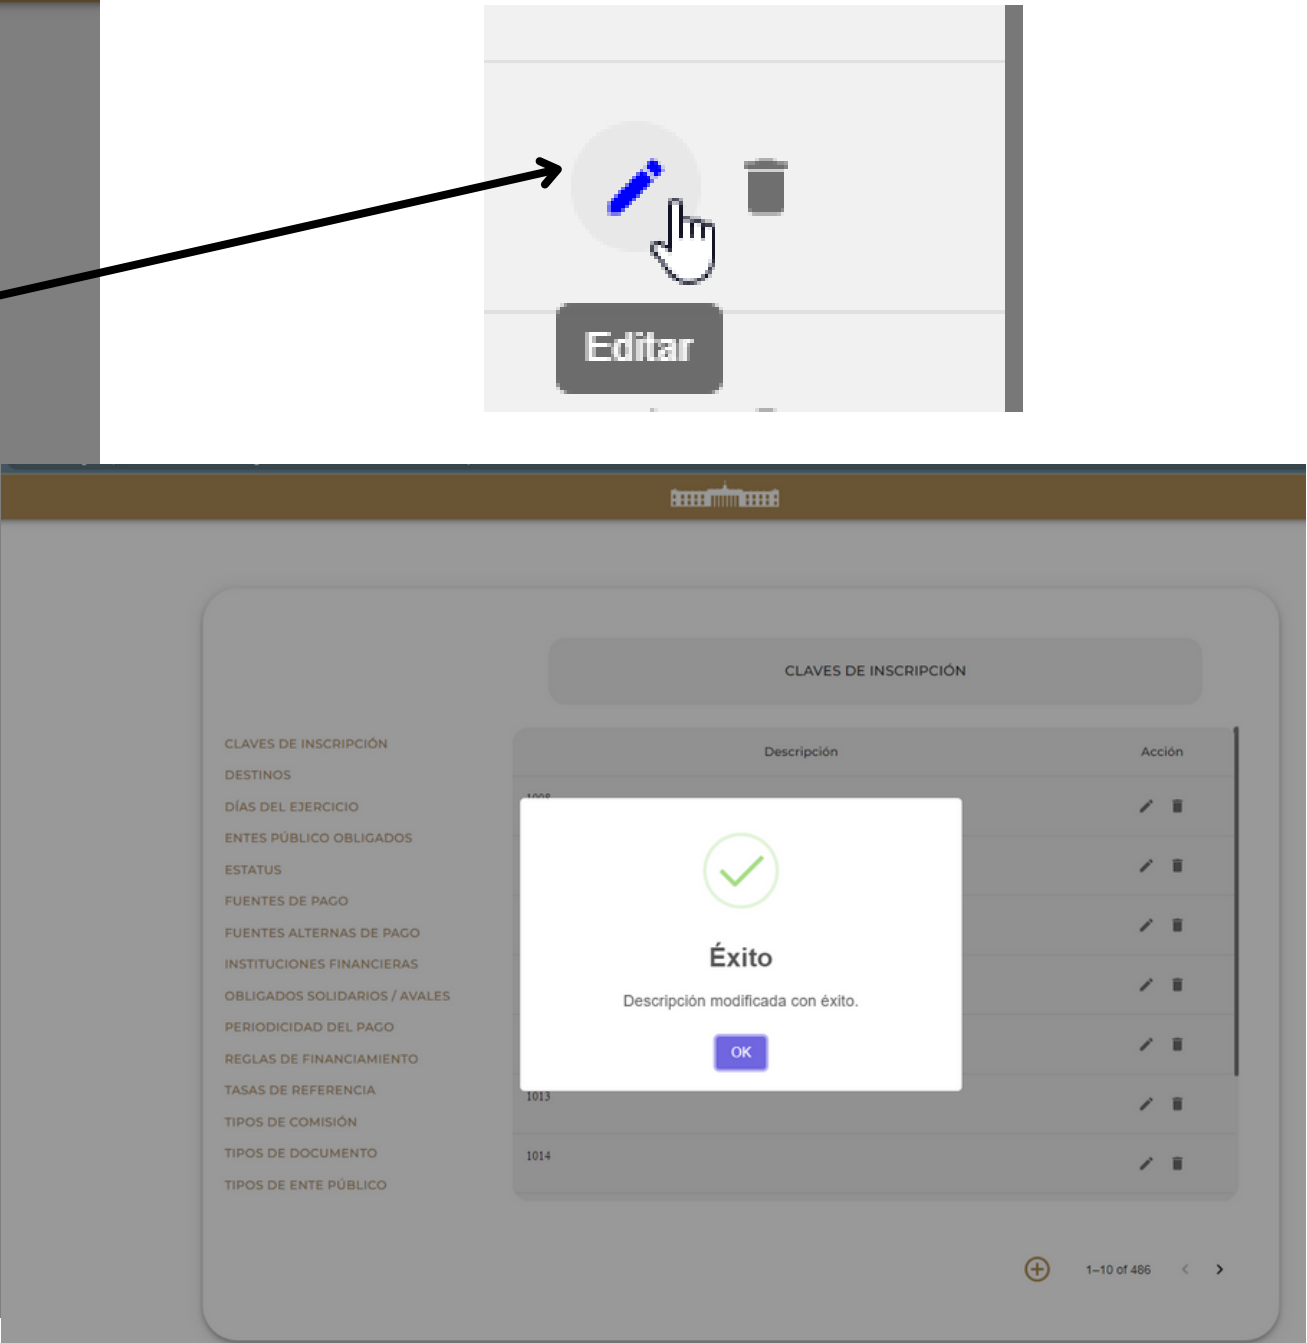 Editar
CLAVES DE INSCRIPCIÓN
CLAVES DE INSCRIPCIÓN
DESTINOS
DÍAS DEL EJERCICIO
ENTES PÚBLICO OBLIGADOS
ESTATUS
FUENTES DE PAGO
FUENTES ALTERNAS DE PAGO
INSTITUCIONES FINANCIERAS
OBLIGADOS SOLIDARIOS / AVALES
PERIODICIDAD DEL PAGO
REGLAS DE FINANCIAMIENTO
TASAS DE REFERENCIA
TIPOS DE COMISIÓN
TIPOS DE DOCUMENTO
TIPOS DE ENTE PÚBLICO
Descripción Acción
Éxito
Descripción modificada con éxito.
OK
1013
1014
1–10 of 486